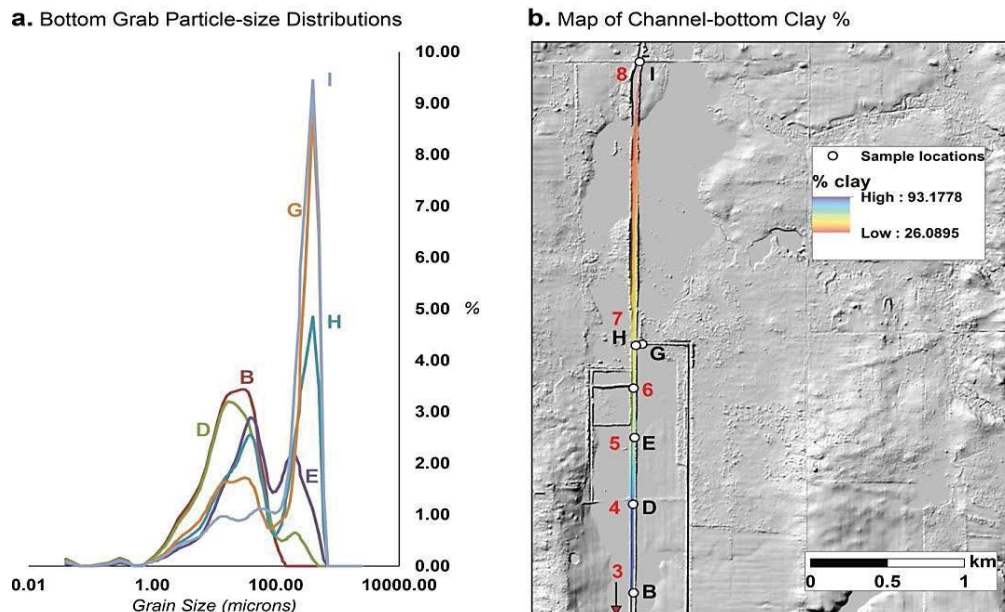 a. Bottom Grab Particle-size Distributions
10.00
9.00
8.00
7.00
6.00
5.00
4.00
3.00
2.00
1.00
0.00
%
I
G
H
B
D
E
0.01
1.00
100.00
10000.00
Grain Size (microns)
b. Map of Channel-bottom Clay %
8 I
Sample locations
% clay
High : 93.1778
Low : 26.0895
7
H G
6
5 E
4 D
3
B
km
0 0.5 1